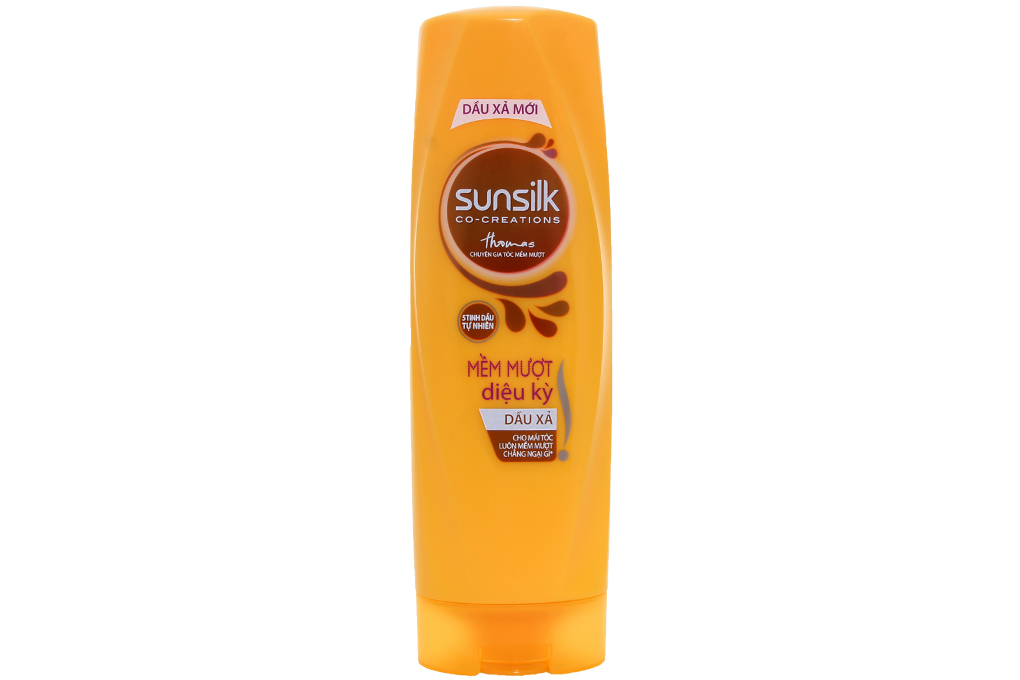 DẦU XẢ MỚI
sunsilk
CO-CREATIONS
Thomas
CHUYÊN GIA TÓC MỀM MƯỢT
5 TINH DẦU
TỰ NHIÊN
MỀM MƯỢT
diệu kỳ
DẦU XẢ
CHO MÁI TÓC
LUÔN MỀM MƯỢT
CHẲNG NGẠI GÌ*